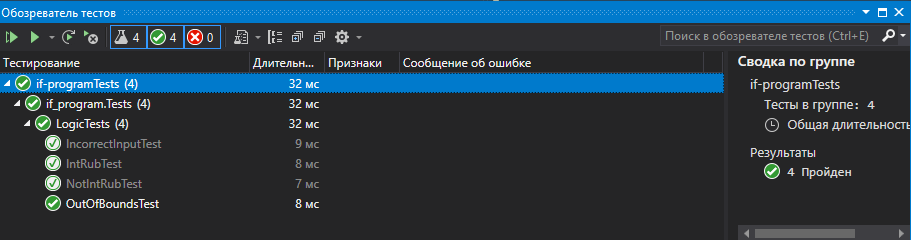 Обозреватель тестов
4 4 0
Поиск в обозревателе тестов (Ctrl+E)
Тестирование Длительн... Признаки Сообщение об ошибке
if-programTests (4) 32 мс
if_program.Tests (4) 32 мс
LogicTests (4) 32 мс
IncorrectInputTest 9 мс
IntRubTest 8 мс
NotIntRubTest 7 мс
OutOfBoundsTest 8 мс
Сводка по группе
if-programTests
Тесты в группе: 4
Общая длительность
Результаты
4 Пройден